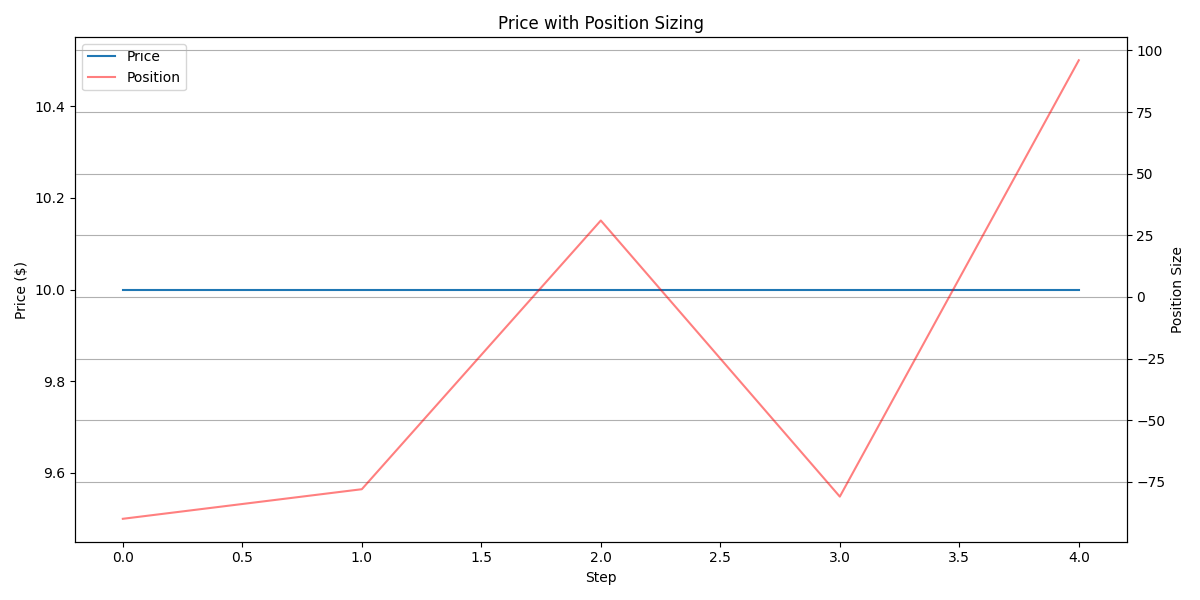 Price with Position Sizing
Price
Position
10.4
10.2
10.0
9.8
9.6
Price ($)
100
75
50
25
0
−25
−50
−75
Position Size
0.0 0.5 1.0 1.5 2.0 2.5 3.0 3.5 4.0
Step